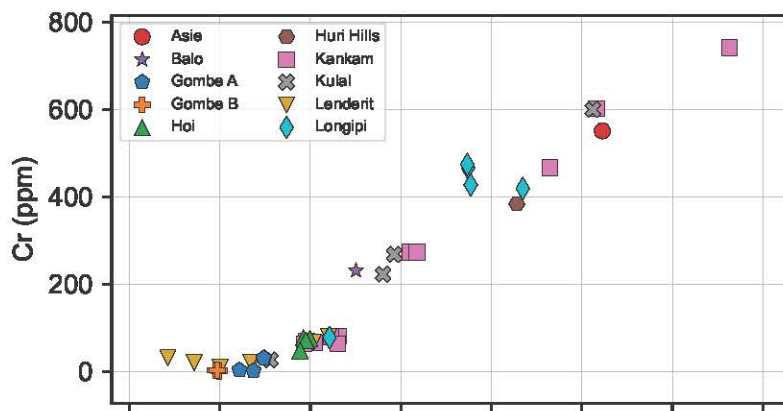 800
600
400
200
0
Cr (ppm)
Asie
Balo
Gombe A
Gombe B
Hoi
Huri Hills
Kankam
Kulal
Lenderit
Longipi